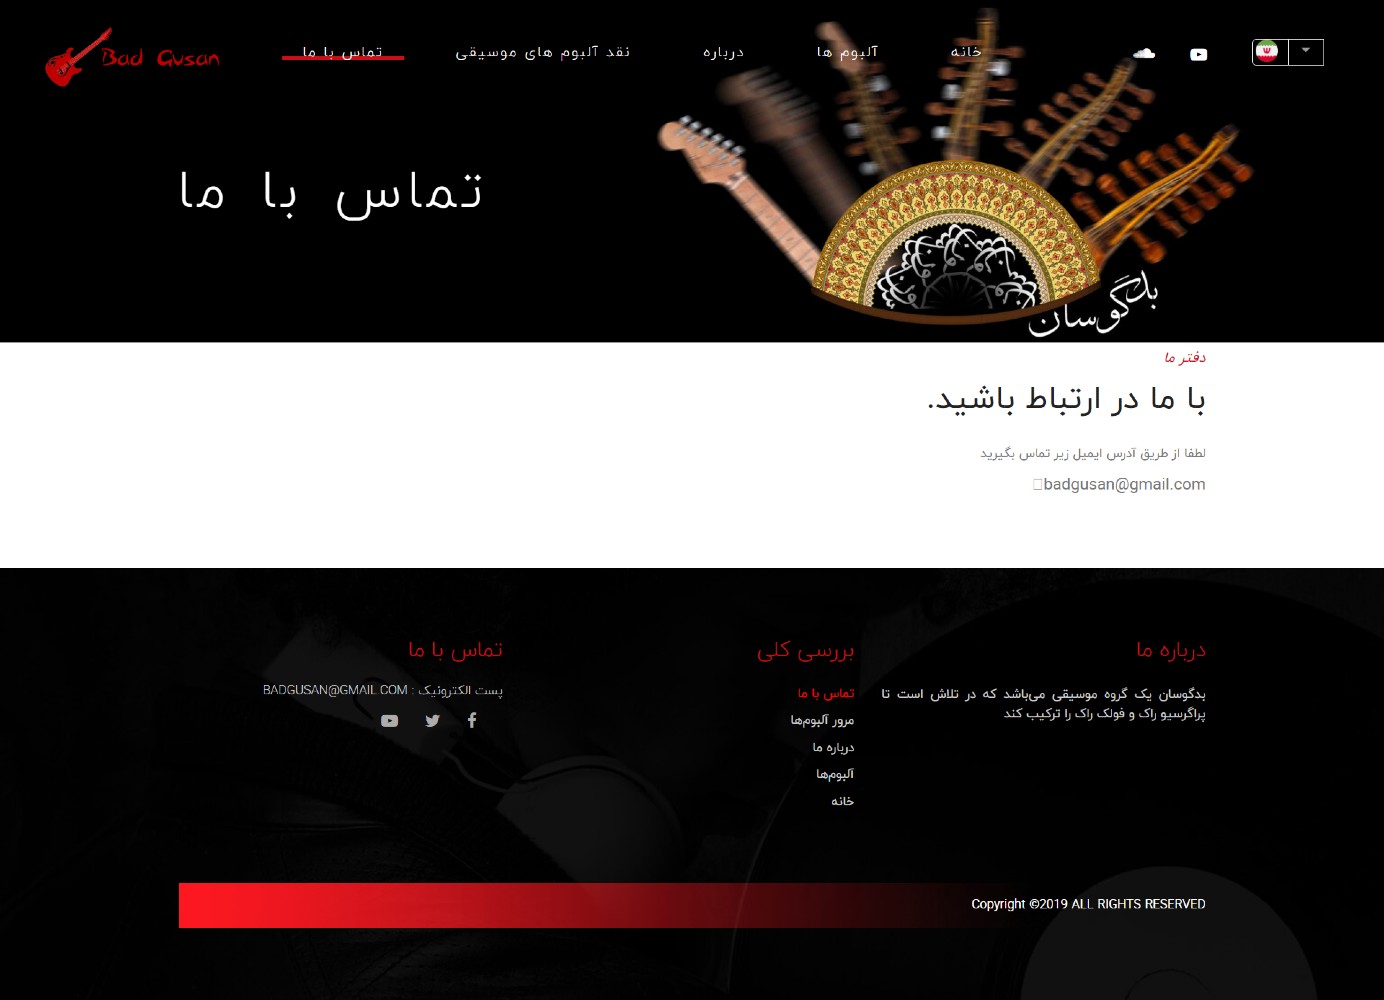 Bad Gusan
خانه
آلبوم ها
درباره
نقد آلبوم های موسیقی
تماس با ما
تماس با ما
بدگوسان
دفتر ما
با ما در ارتباط باشید.
لطفا از طریق آدرس ایمیل زیر تماس بگیرید
badgusan@gmail.com
درباره ما
بدگوسان یک گروه موسیقی می‌باشد که در تلاش است تا
پراگرسیو راک و فولک راک را ترکیب کند
بررسی کلی
تماس با ما
مرور آلبوم‌ها
درباره ما
آلبوم‌ها
خانه
تماس با ما
پست الکترونیک : BADGUSAN@GMAIL.COM
Copyright ©2019 ALL RIGHTS RESERVED